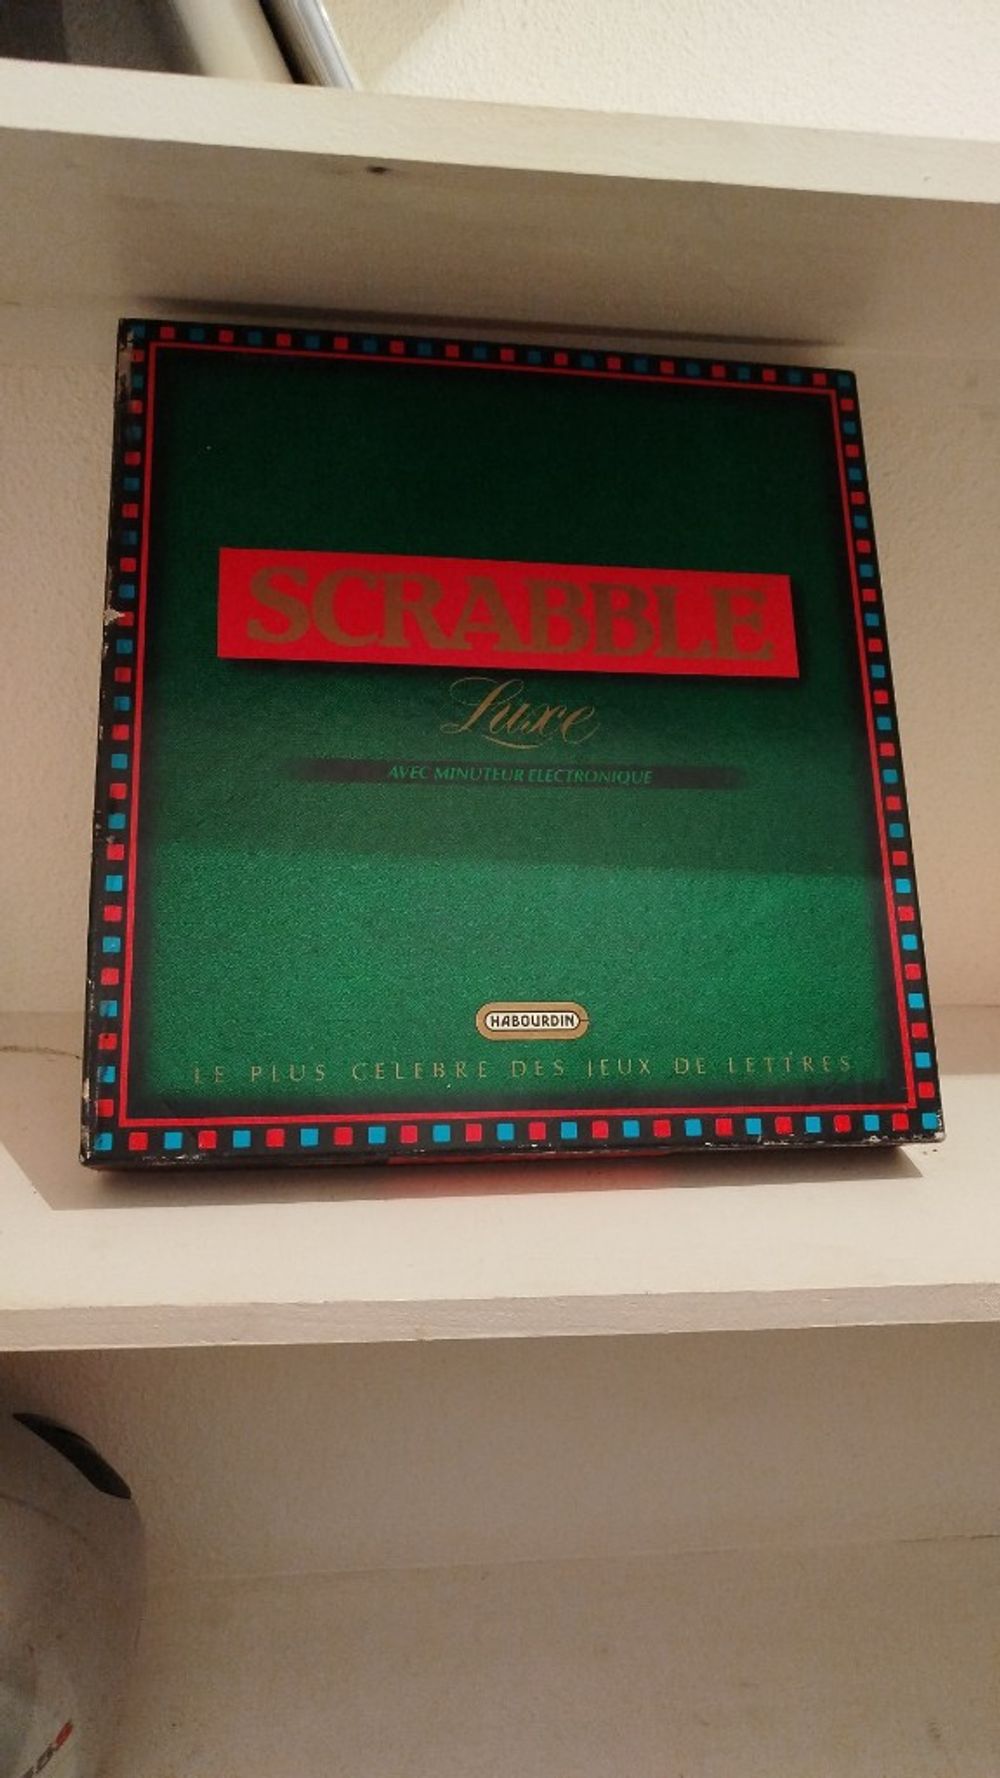 SCRABBLE
Luxe
AVEC MINUTEUR ELECTRONIQUE
HABOURDIN
LE PLUS CELEBRE DES JEUX DE LETTRES